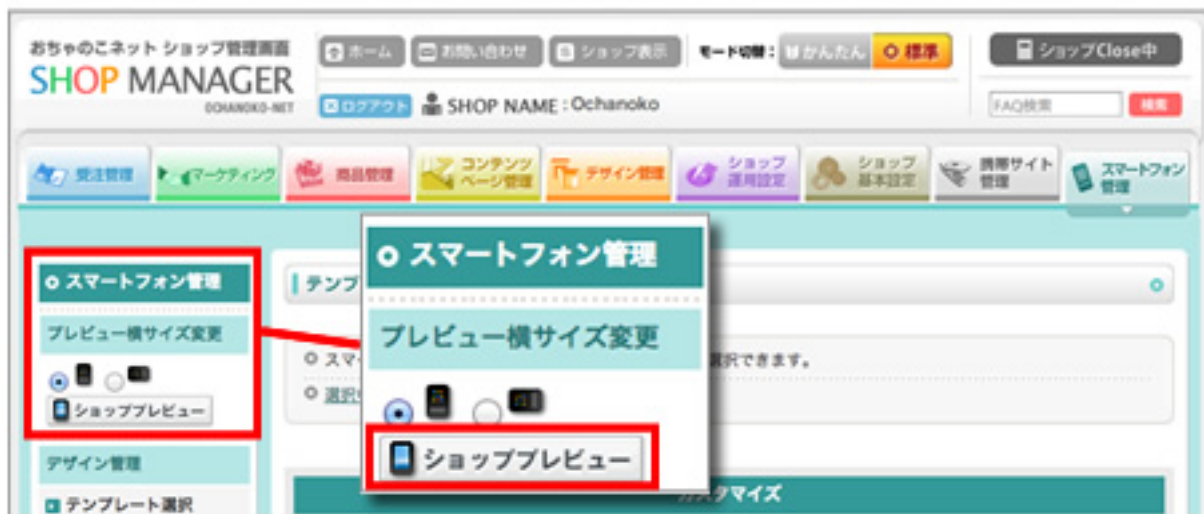 おちゃのこネット ショップ管理画面
SHOP MANAGER
OCHANOKO-NET
ホーム お問い合わせ ショップ表示 モード切替： かんたん 標準 ショップClose中
ログアウト SHOP NAME : Ochanoko FAQ検索 検索
受注管理 マーケティング 商品管理 コンテンツ ページ管理 デザイン管理 ショップ 運用設定 ショップ 基本設定 携帯サイト 管理 スマートフォン 管理
スマートフォン管理
プレビュー横サイズ変更
ショッププレビュー
デザイン管理
テンプレート選択
スマートフォン管理
プレビュー横サイズ変更
ショッププレビュー
テンプ
スマ
選択できます。
選択
カスタマイズ